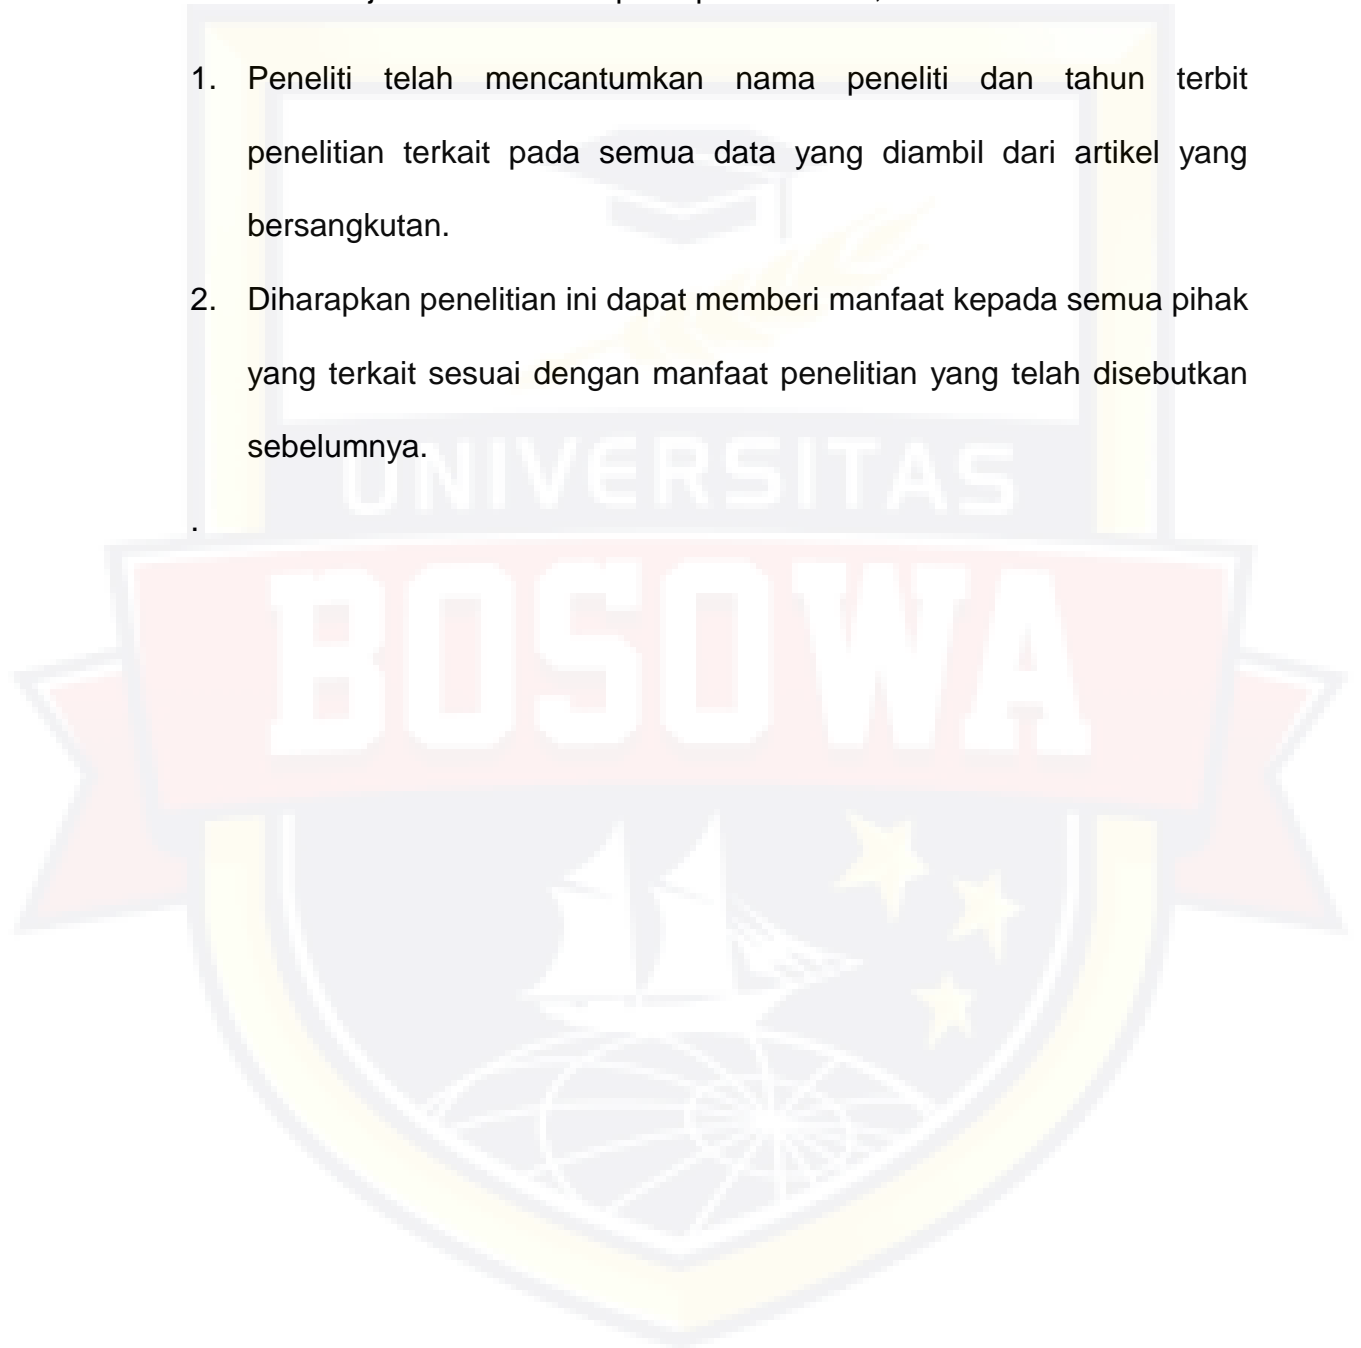 1. Peneliti telah mencantumkan nama peneliti dan tahun terbit
penelitian terkait pada semua data yang diambil dari artikel yang
bersangkutan.
2. Diharapkan penelitian ini dapat memberi manfaat kepada semua pihak
yang terkait sesuai dengan manfaat penelitian yang telah disebutkan
sebelumnya.
.
UNIVERSITAS
BOSOWA